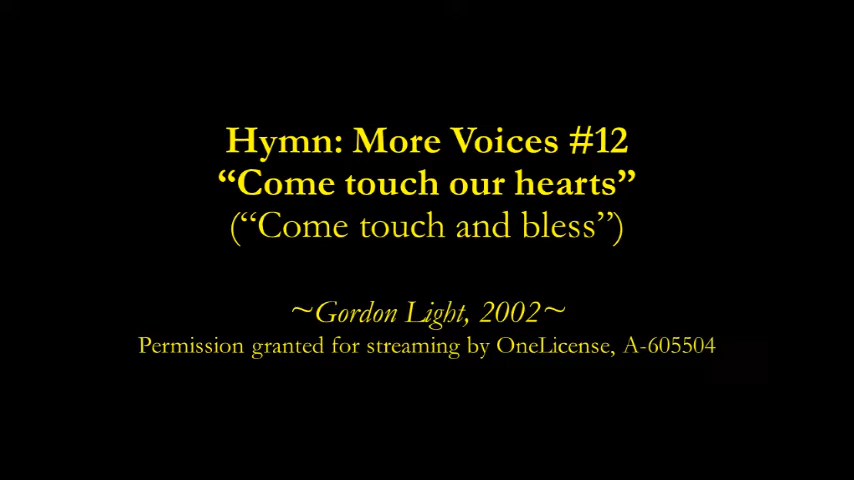 Hymn: More Voices #12
“Come touch our hearts”
(“Come touch and bless”)
~Gordon Light, 2002~
Permission granted for streaming by OneLicense, A-605504